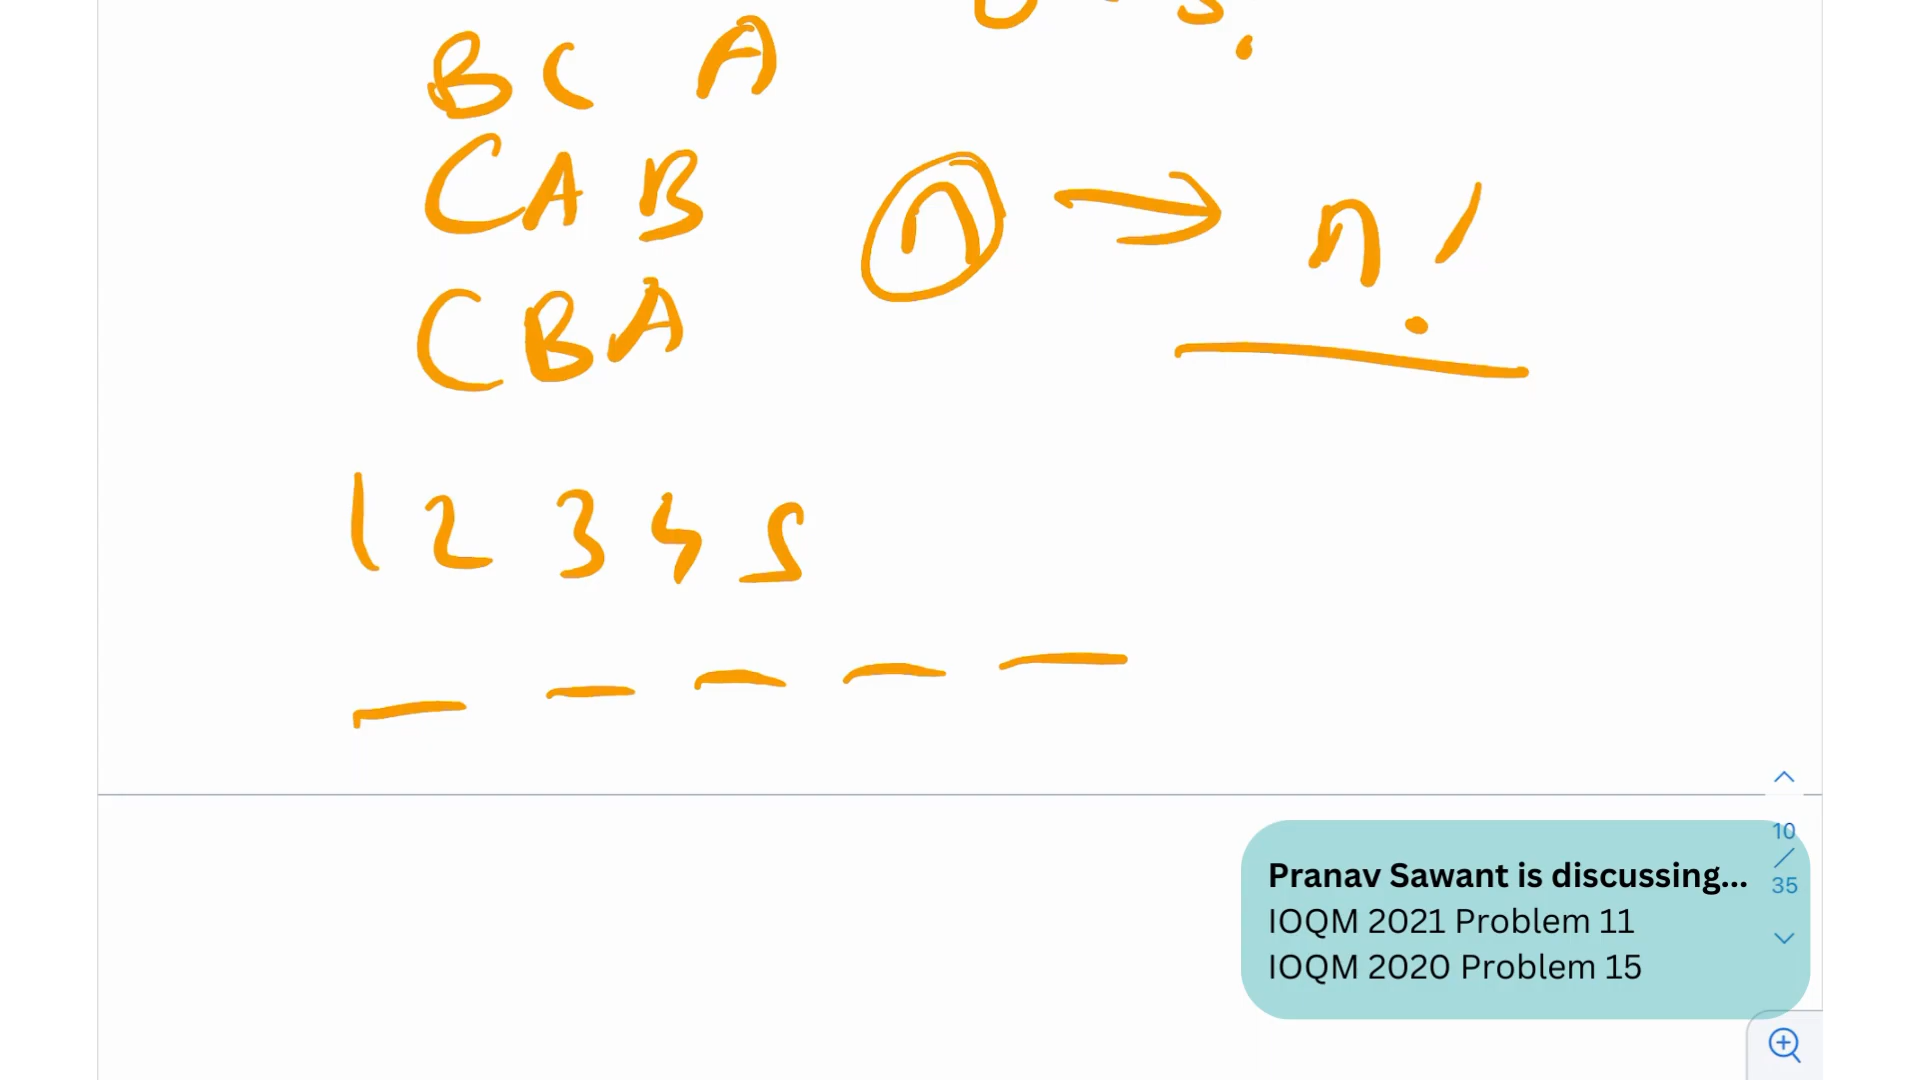 B C A
C A B
n → n!
C B A
1 2 3 4 5
10
/
35
Pranav Sawant is discussing...
IOQM 2021 Problem 11
IOQM 2020 Problem 15